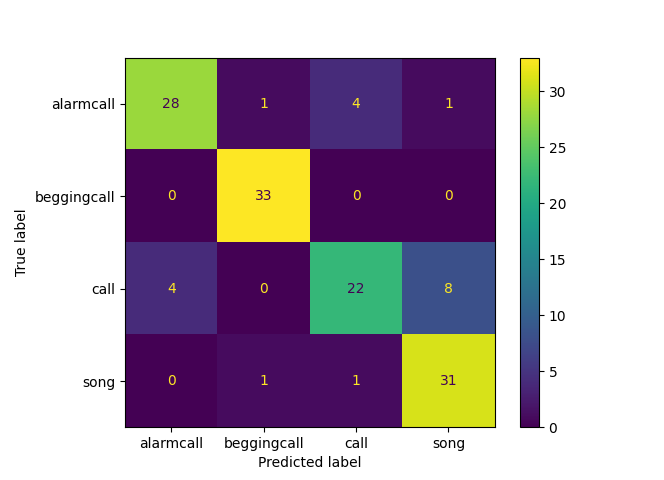 alarmcall 28 1 4 1
beggingcall 0 33 0 0
call 4 0 22 8
song 0 1 1 31
alarmcall beggingcall call song
Predicted label
True label
30
25
20
15
10
5
0